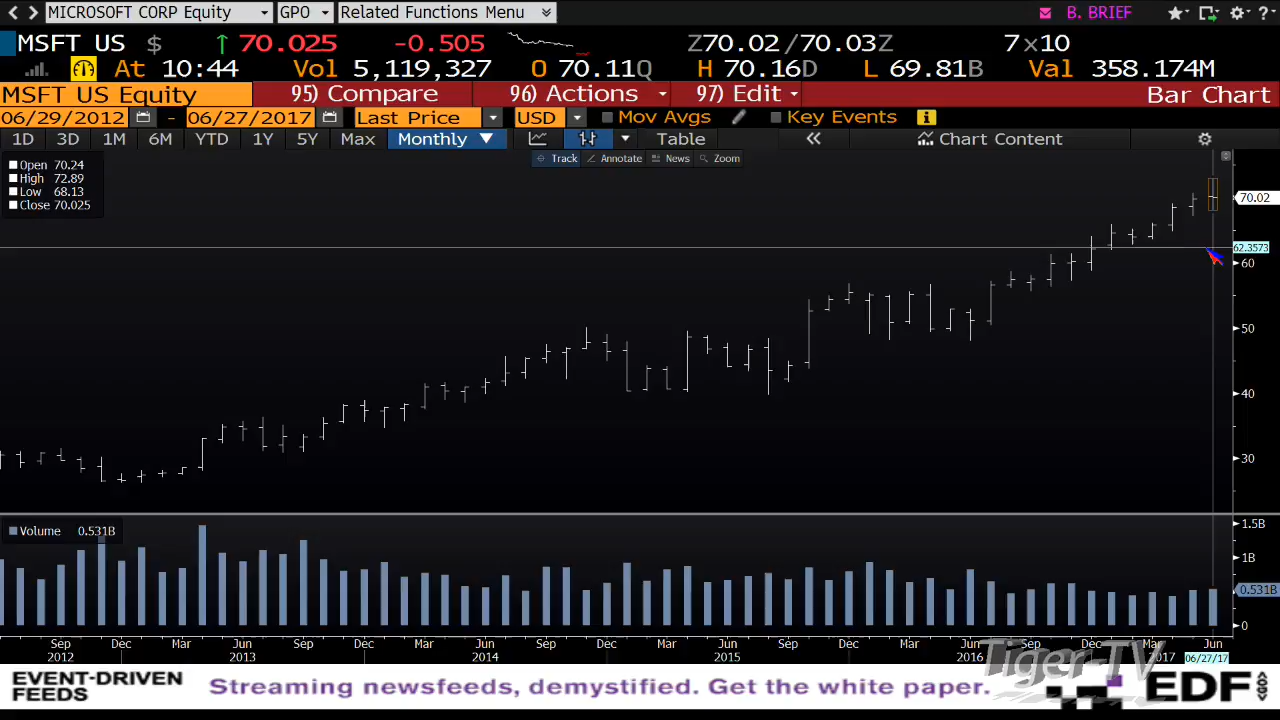 MICROSOFT CORP Equity GPO Related Functions Menu B. BRIEF ?
MSFT US $ ↑ 70.025 -0.505 Z70.02/70.03Z 7×10
At 10:44 Vol 5,119,327 O 70.11Q H 70.16D L 69.81B Val 358.174M
MSFT US Equity 95) Compare 96) Actions 97) Edit Bar Chart
06/29/2012 - 06/27/2017 Last Price USD Mov Avgs Key Events i
1D 3D 1M 6M YTD 1Y 5Y Max Monthly ▼ Table « Chart Content
Track Annotate News Zoom
Open 70.24
High 72.89
Low 68.13
Close 70.025
70.02
62.3573
60
50
40
30
Volume 0.531B
1.5B
1B
0.531B
0
Sep Dec Mar Jun Sep Dec Mar Jun Sep Dec Mar Jun Sep Dec Mar Jun Sep Dec Mar Jun
2012 2013 2014 2015 2016 2017 06/27/17
Tiger-TV
EVENT-DRIVEN FEEDS
Streaming newsfeeds, demystified. Get the white paper.
EDF